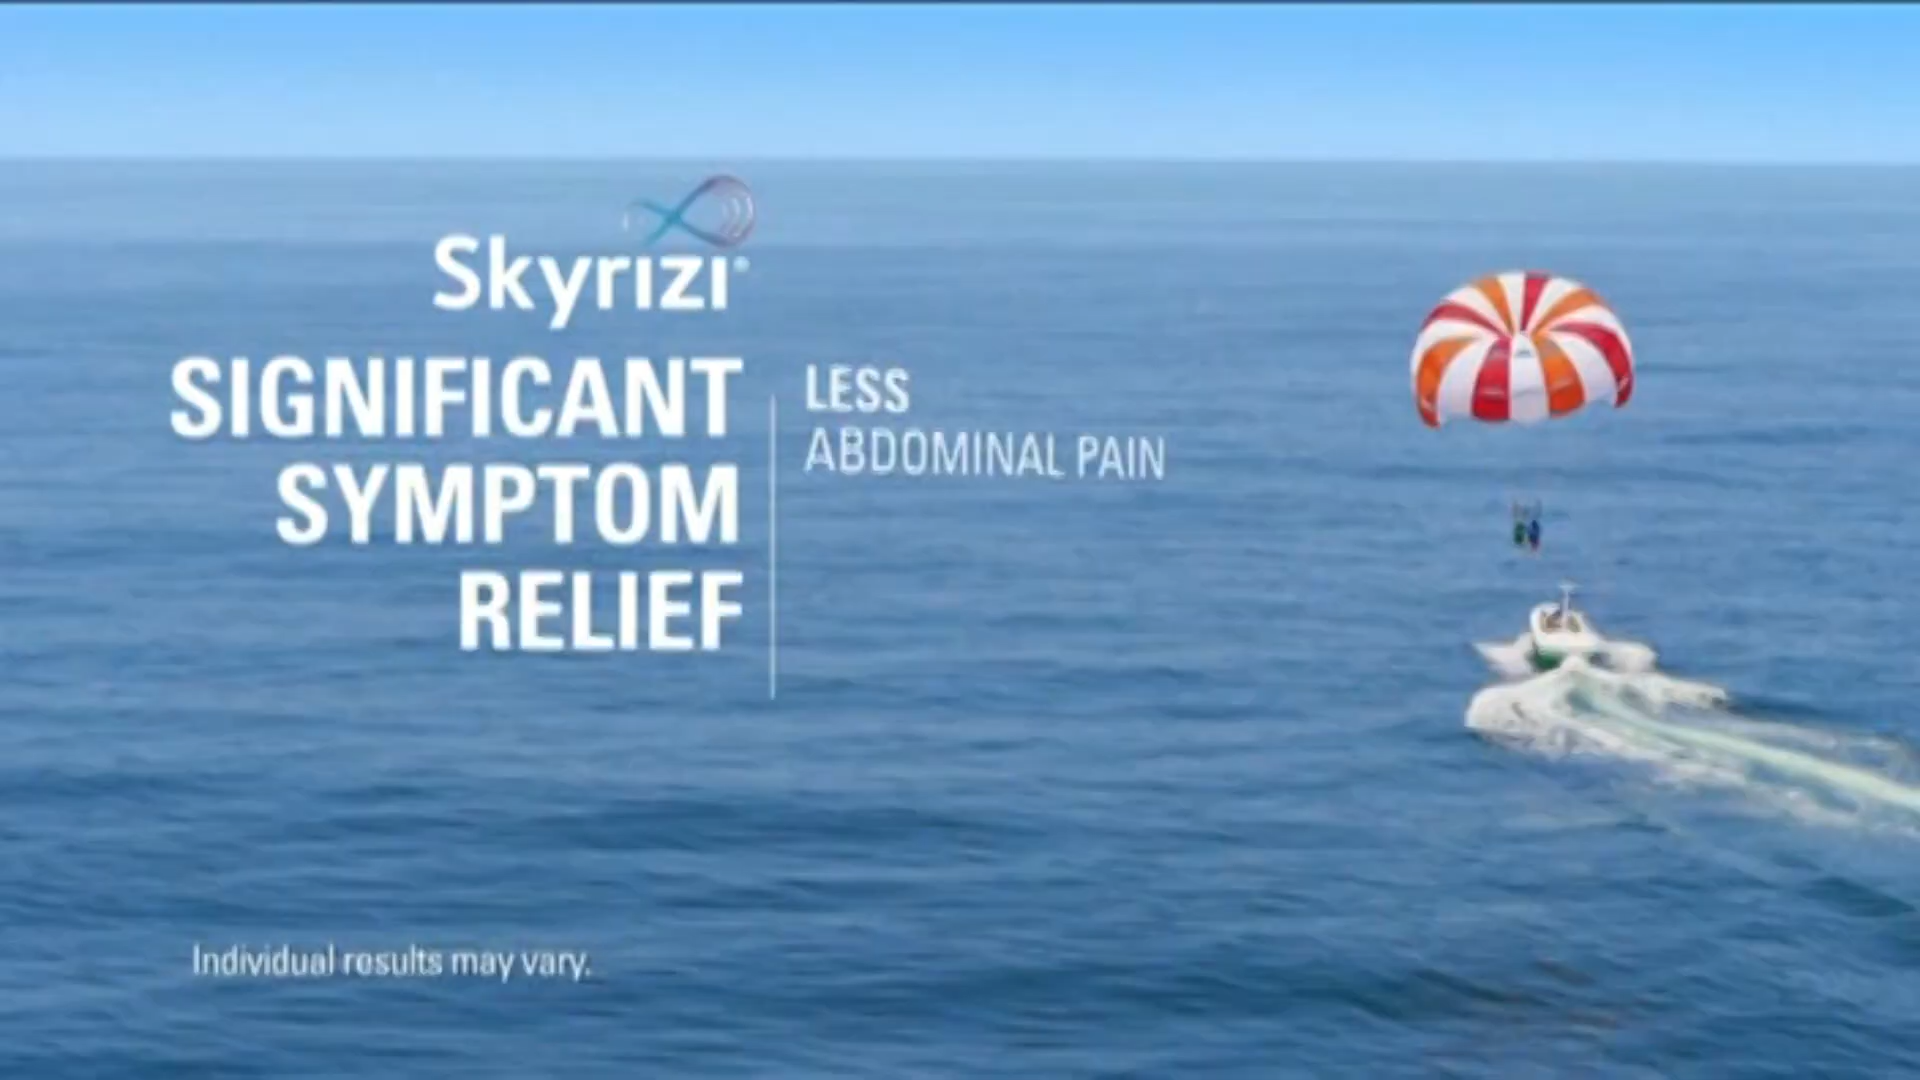 Skyrizi®
SIGNIFICANT
SYMPTOM
RELIEF
LESS
ABDOMINAL PAIN
Individual results may vary.